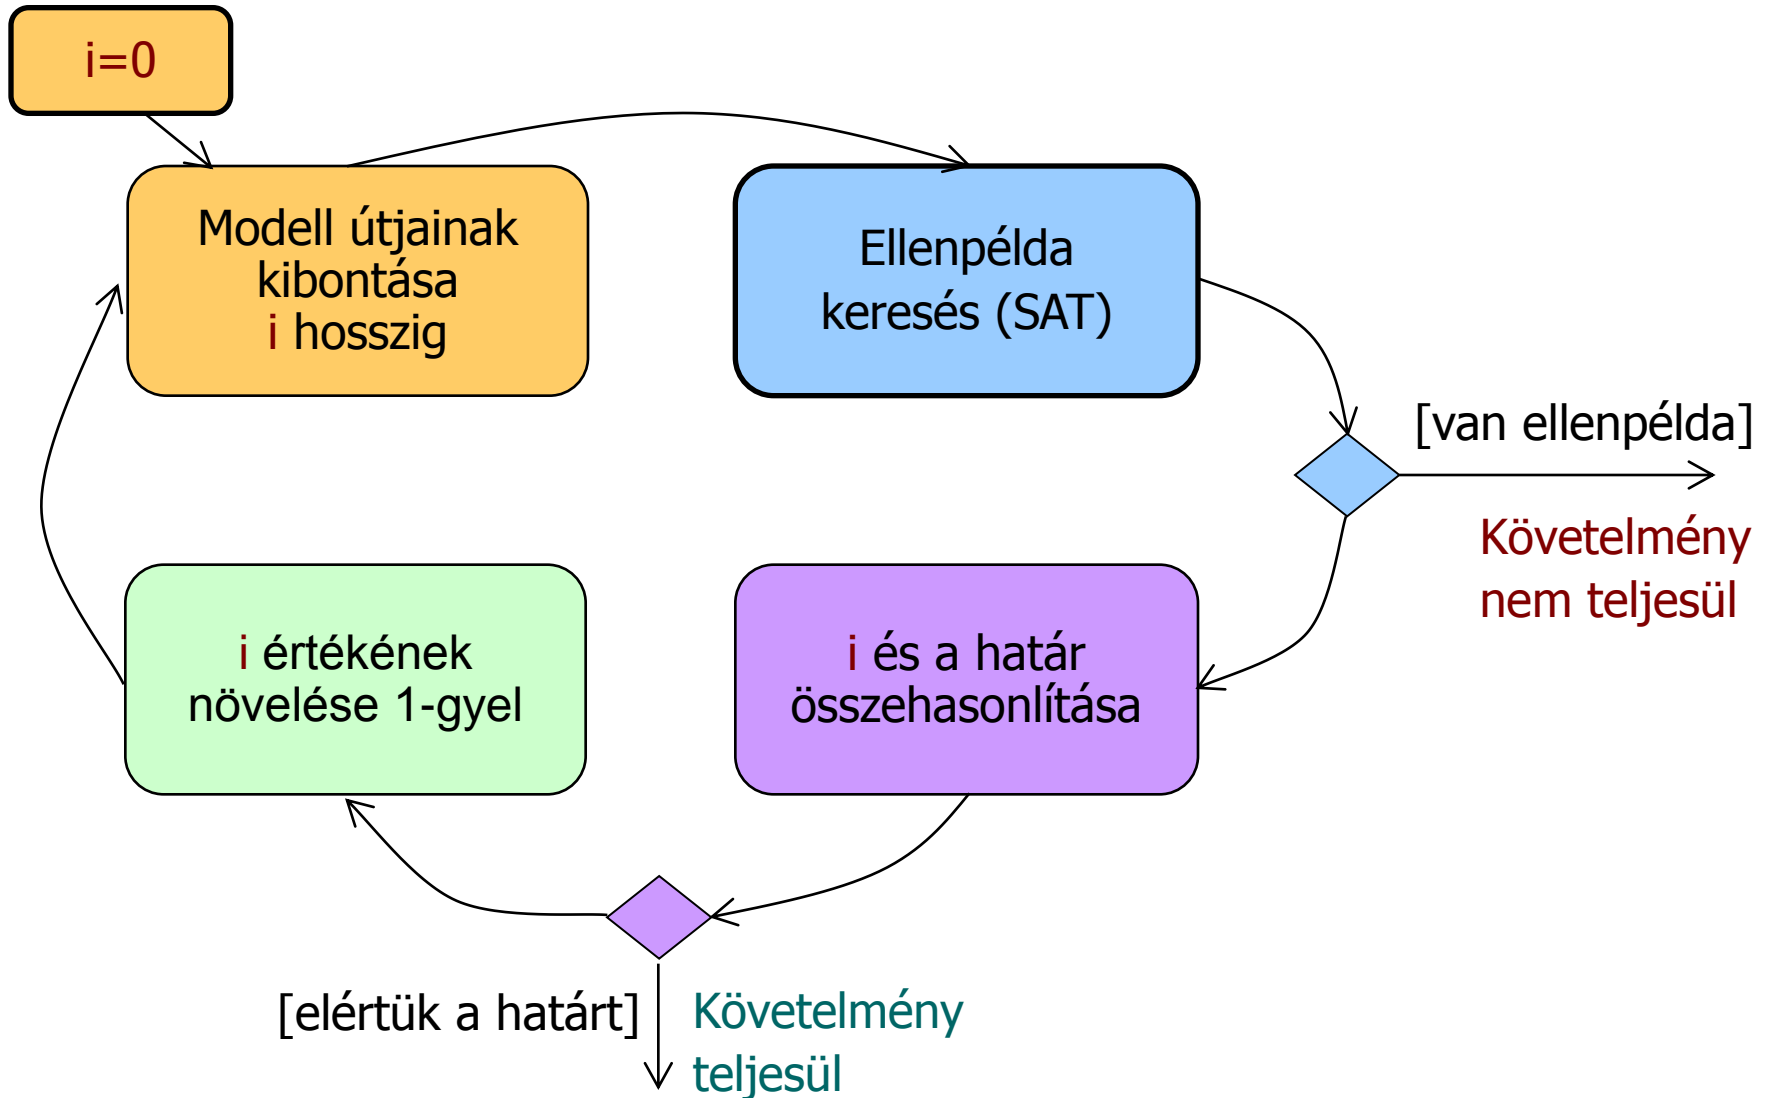 i=0
Modell útjainak
kibontása
i hosszig
Ellenpélda
keresés (SAT)
[van ellenpélda]
Követelmény
nem teljesül
i értékének
növelése 1-gyel
i és a határ
összehasonlítása
[elértük a határt]
Követelmény
teljesül